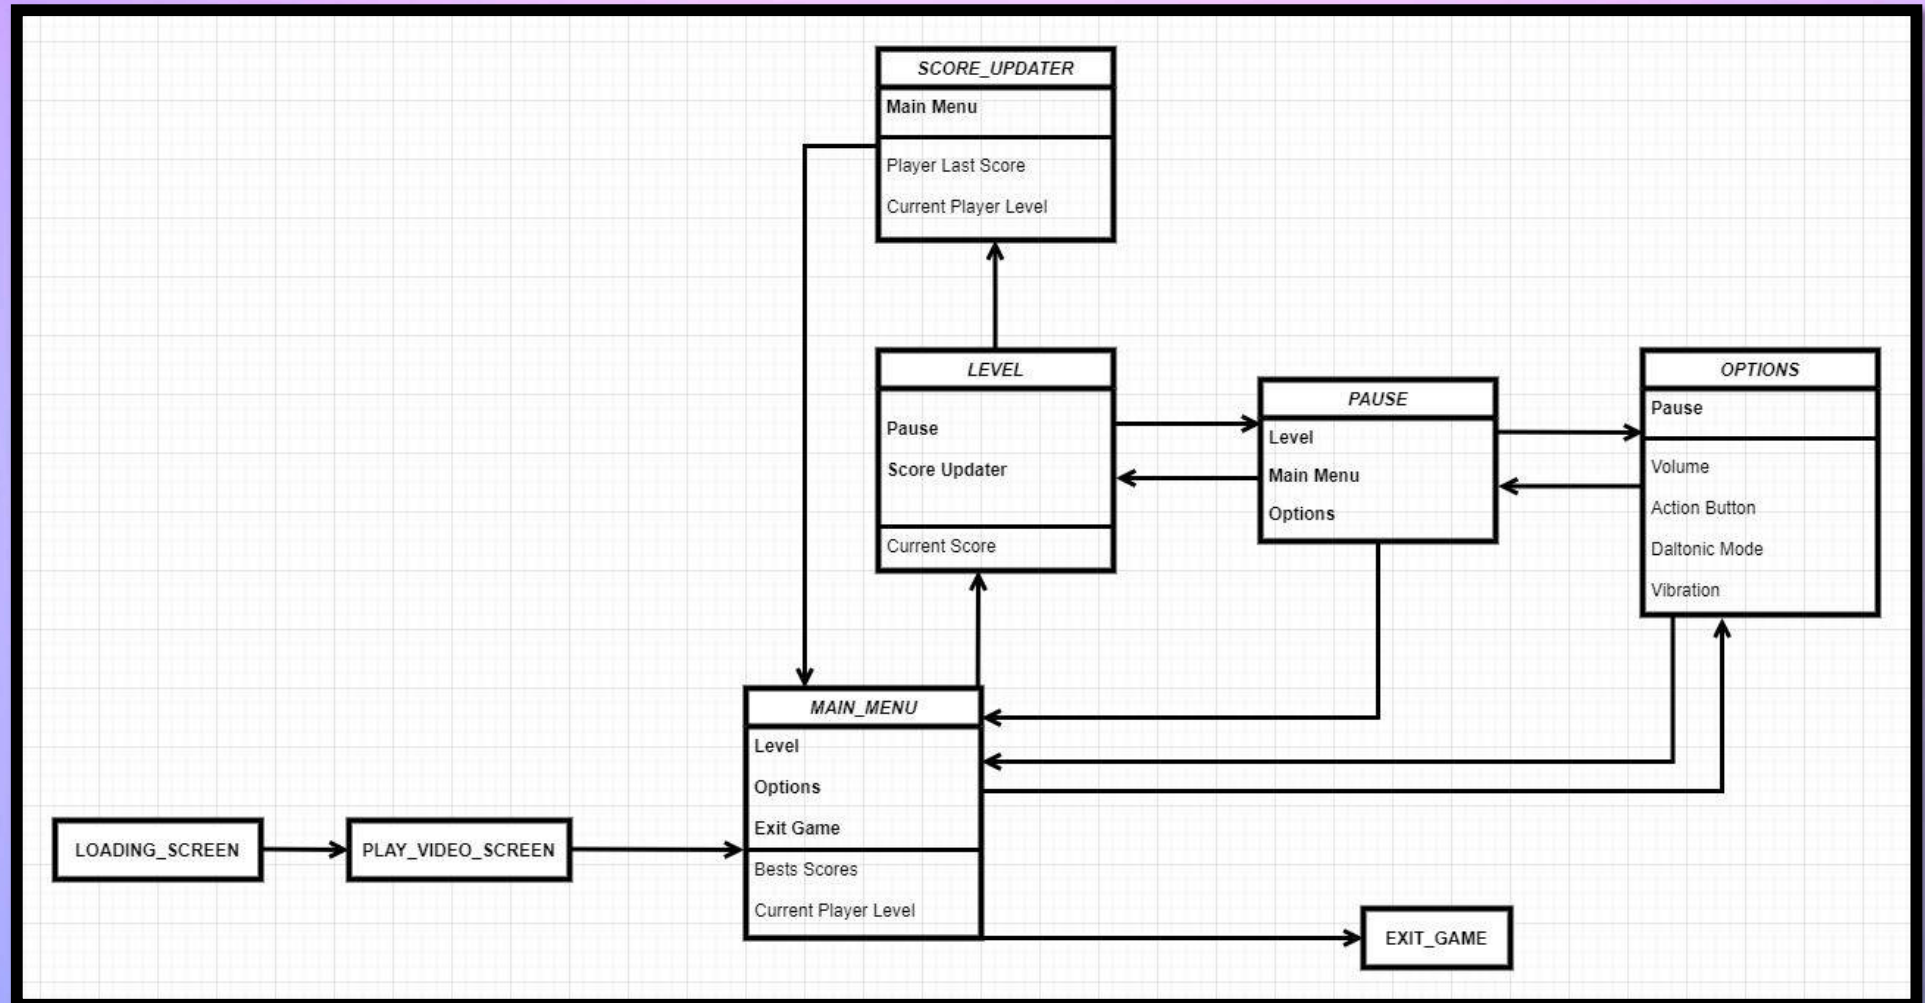 SCORE_UPDATER
Main Menu
Player Last Score
Current Player Level
LEVEL
Pause
Score Updater
Current Score
PAUSE
Level
Main Menu
Options
OPTIONS
Pause
Volume
Action Button
Daltonic Mode
Vibration
MAIN_MENU
Level
Options
Exit Game
Bests Scores
Current Player Level
LOADING_SCREEN
PLAY_VIDEO_SCREEN
EXIT_GAME